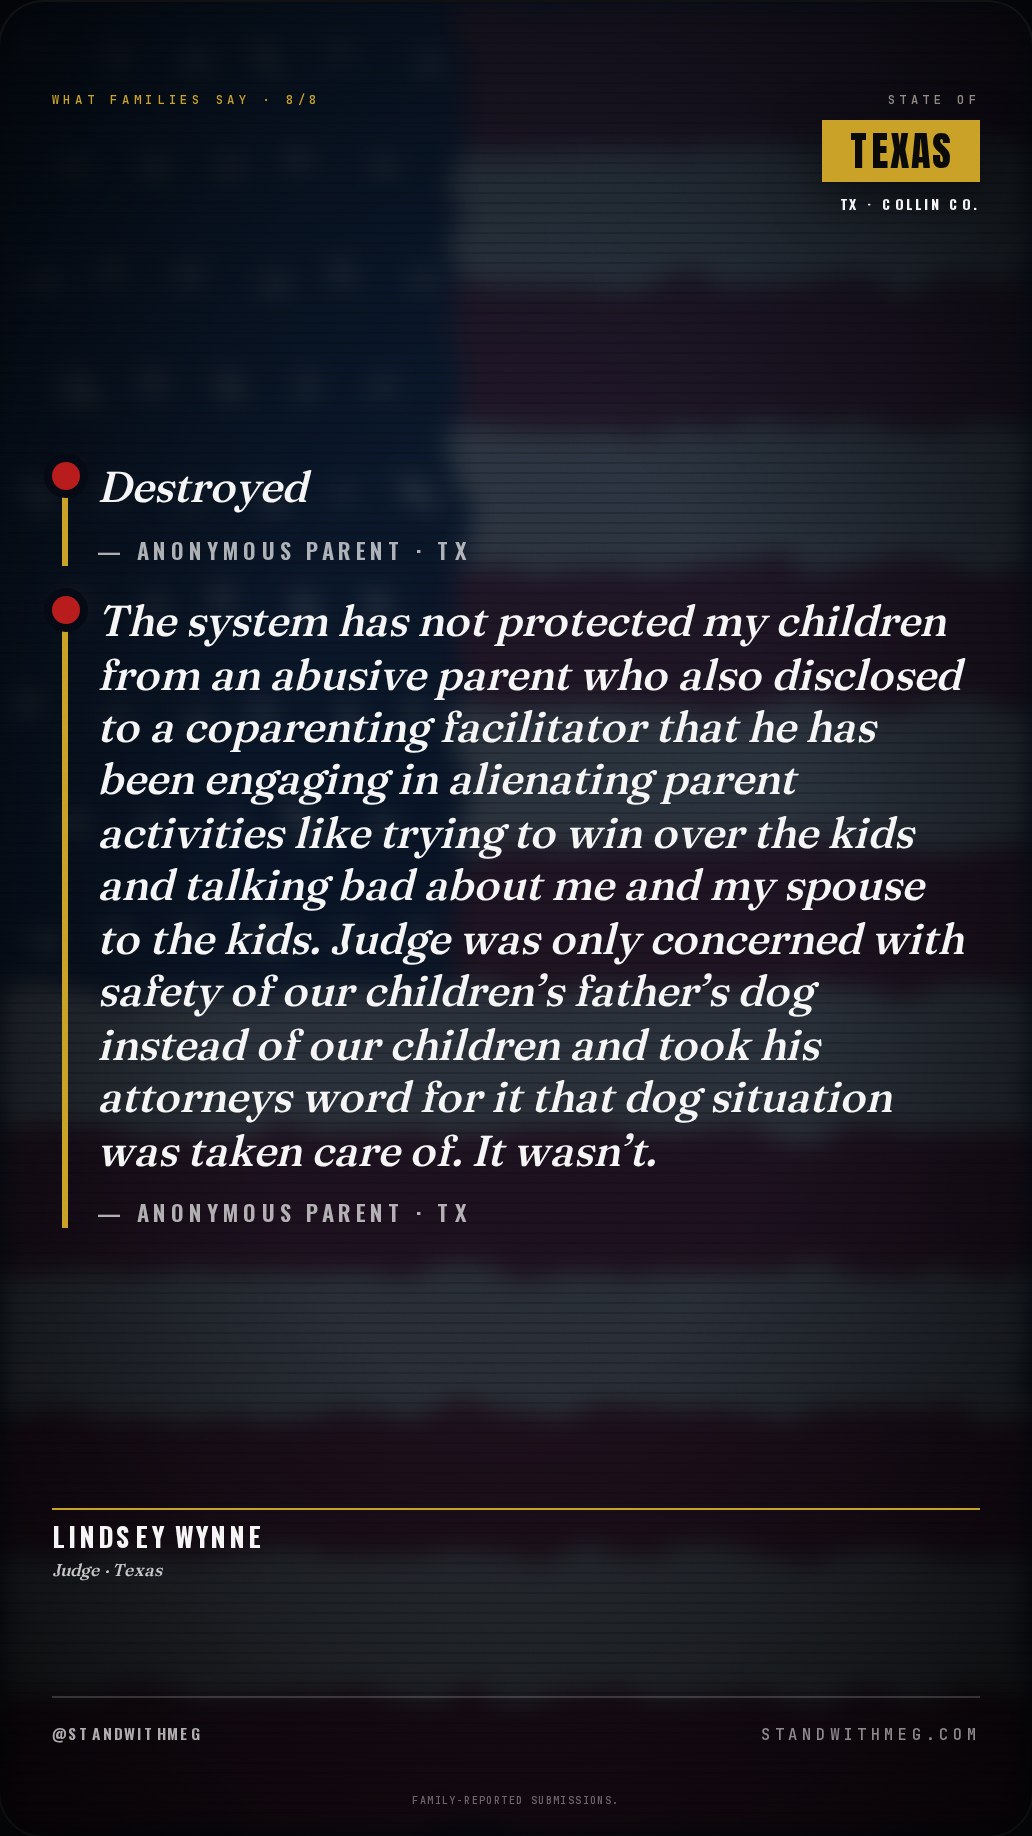 WHAT FAMILIES SAY · 8/8
STATE OF
TEXAS
TX · COLLIN CO.
Destroyed
— ANONYMOUS PARENT · TX
The system has not protected my children
from an abusive parent who also disclosed
to a coparenting facilitator that he has
been engaging in alienating parent
activities like trying to win over the kids
and talking bad about me and my spouse
to the kids. Judge was only concerned with
safety of our children’s father’s dog
instead of our children and took his
attorneys word for it that dog situation
was taken care of. It wasn’t.
— ANONYMOUS PARENT · TX
LINDSEY WYNNE
Judge · Texas
@STANDWITHMEG
STANDWITHMEG.COM
FAMILY-REPORTED SUBMISSIONS.